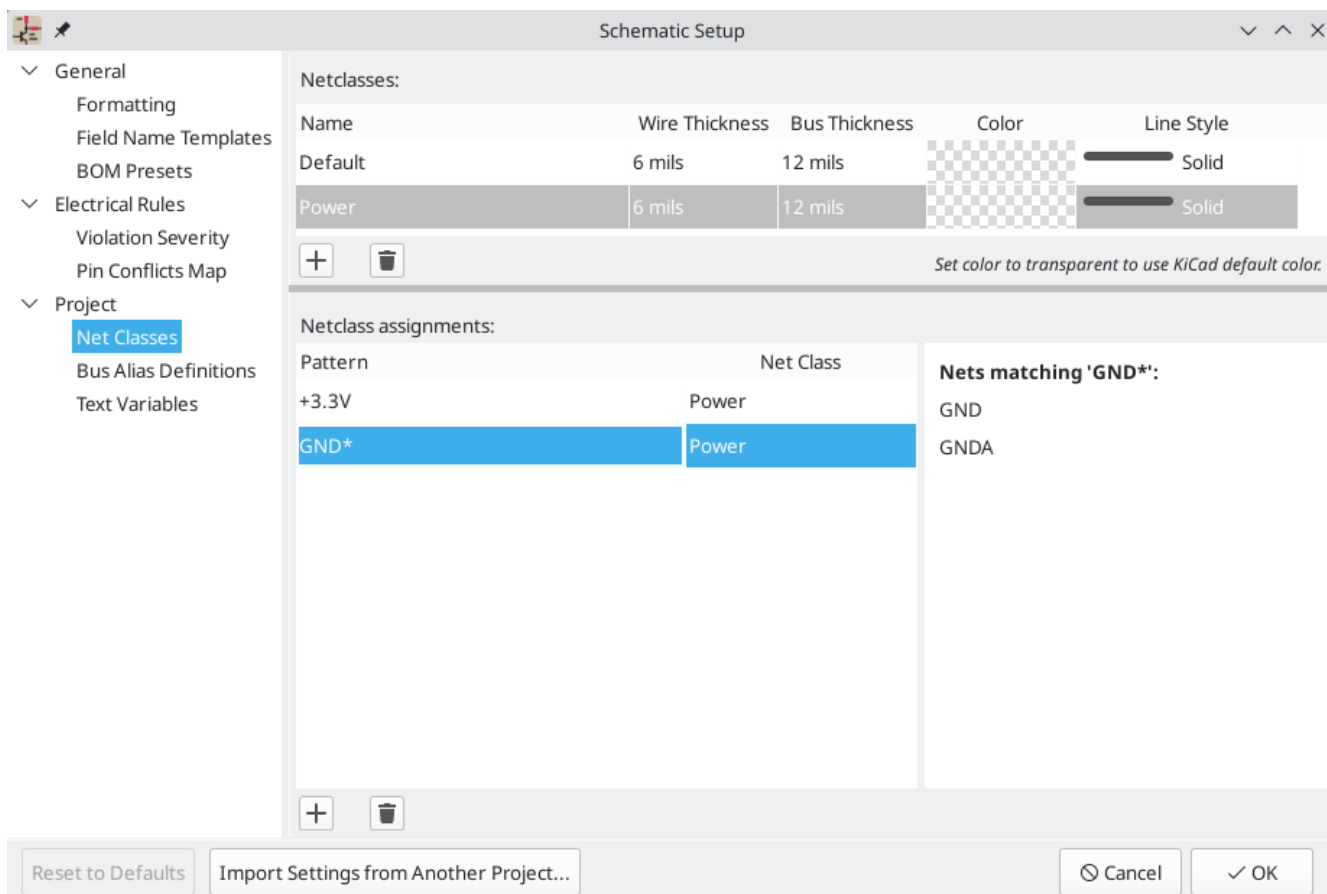 Schematic Setup
General
Formatting
Field Name Templates
BOM Presets
Electrical Rules
Violation Severity
Pin Conflicts Map
Project
Net Classes
Bus Alias Definitions
Text Variables
Netclasses:
Name Wire Thickness Bus Thickness Color Line Style
Default 6 mils 12 mils Solid
Power 6 mils 12 mils Solid
Set color to transparent to use KiCad default color.
Netclass assignments:
Pattern Net Class
+3.3V Power
GND* Power
Nets matching 'GND*':
GND
GNDA
Reset to Defaults Import Settings from Another Project... Cancel OK